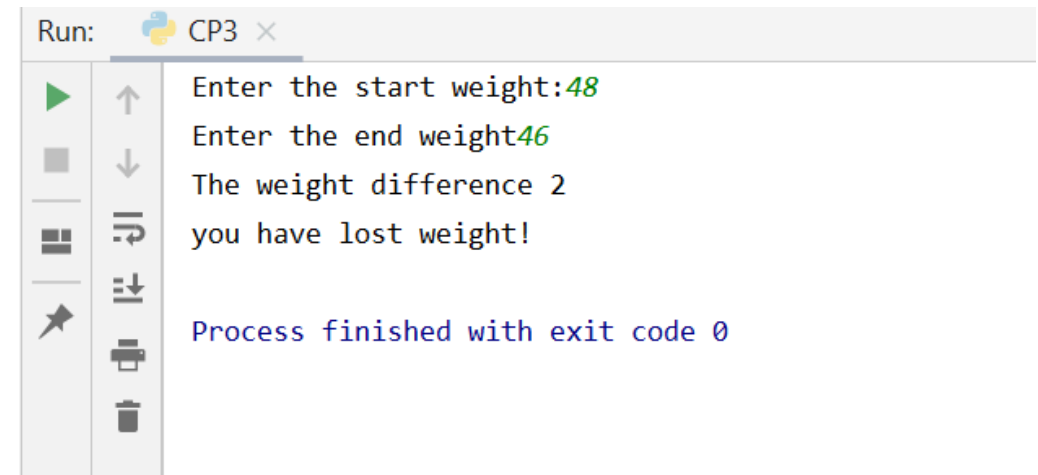 Run: CP3
Enter the start weight:48
Enter the end weight46
The weight difference 2
you have lost weight!
Process finished with exit code 0